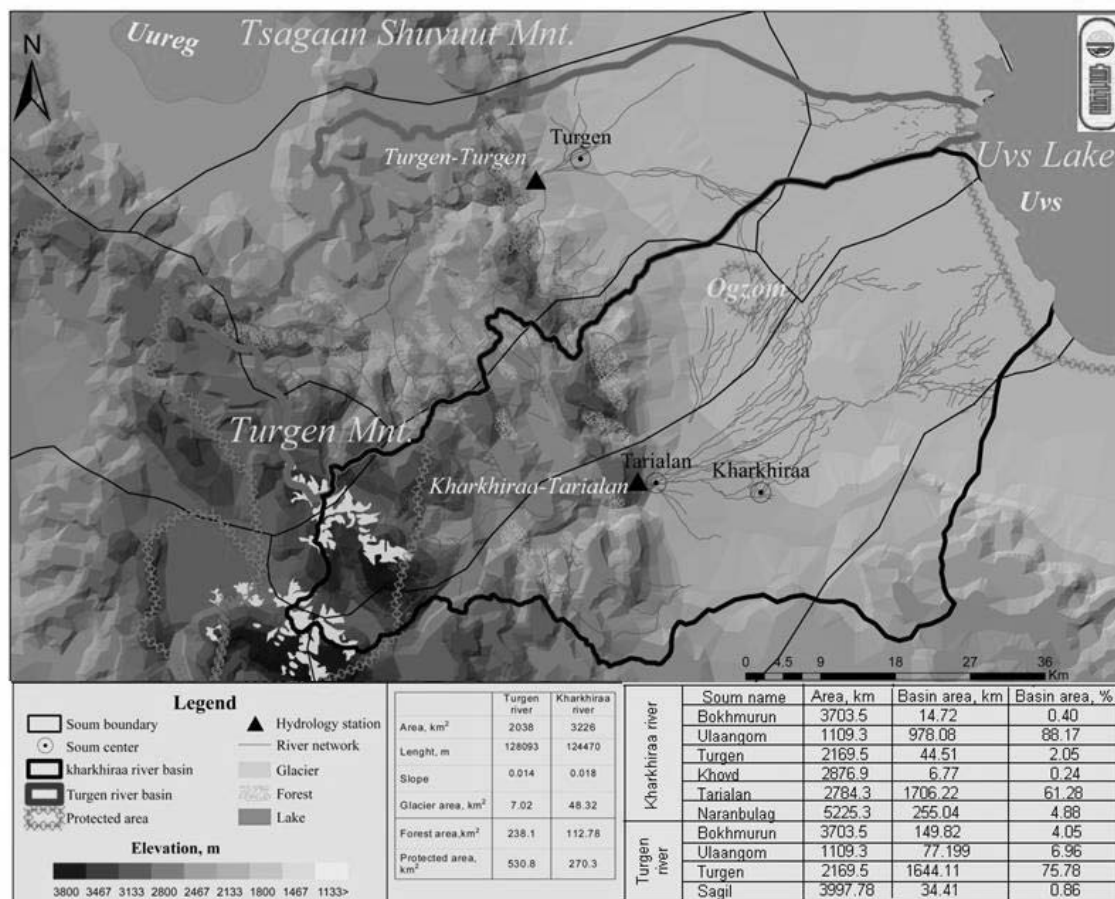 Uureg
Tsagaan Shuvuut Mnt.
N
Turgen
Turgen-Turgen
Uvs Lake
Uvs
Ogzom
Turgen Mnt.
Tarialan
Kharkhiraa
Kharkhiraa-Tarialan
0 4.5 9 18 27 36
Km
Legend
Soum boundary
Soum center
kharkhiraa river basin
Turgen river basin
Protected area
Hydrology station
River network
Glacier
Forest
Lake
Elevation, m
3800 3467 3133 2800 2467 2133 1800 1467 1133>
Turgen river Kharkhiraa river
Area, km² 2038 3226
Lenght, m 128093 124470
Slope 0.014 0.018
Glacier area, km² 7.02 48.32
Forest area,km² 238.1 112.78
Protected area, km² 530.8 270.3
Soum name Area, km Basin area, km Basin area, %
Kharkhiraa river
Bokhmurun 3703.5 14.72 0.40
Ulaangom 1109.3 978.08 88.17
Turgen 2169.5 44.51 2.05
Khovd 2876.9 6.77 0.24
Tarialan 2784.3 1706.22 61.28
Naranbulag 5225.3 255.04 4.88
Turgen river
Bokhmurun 3703.5 149.82 4.05
Ulaangom 1109.3 77.199 6.96
Turgen 2169.5 1644.11 75.78
Sagil 3997.78 34.41 0.86